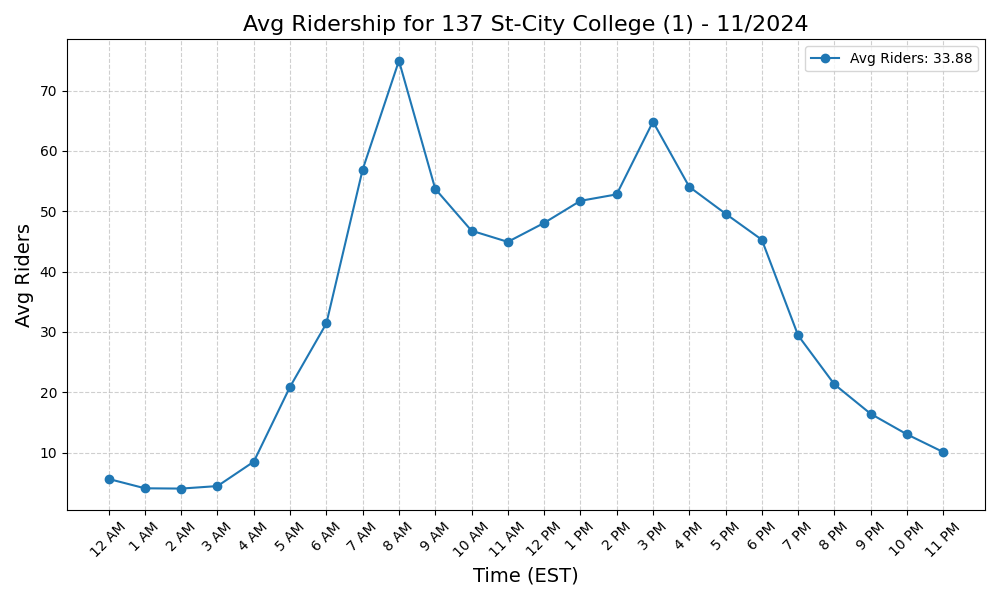 Avg Ridership for 137 St-City College (1) - 11/2024
Avg Riders: 33.88
Avg Riders
70
60
50
40
30
20
10
12 AM
1 AM
2 AM
3 AM
4 AM
5 AM
6 AM
7 AM
8 AM
9 AM
10 AM
11 AM
12 PM
1 PM
2 PM
3 PM
4 PM
5 PM
6 PM
7 PM
8 PM
9 PM
10 PM
11 PM
Time (EST)